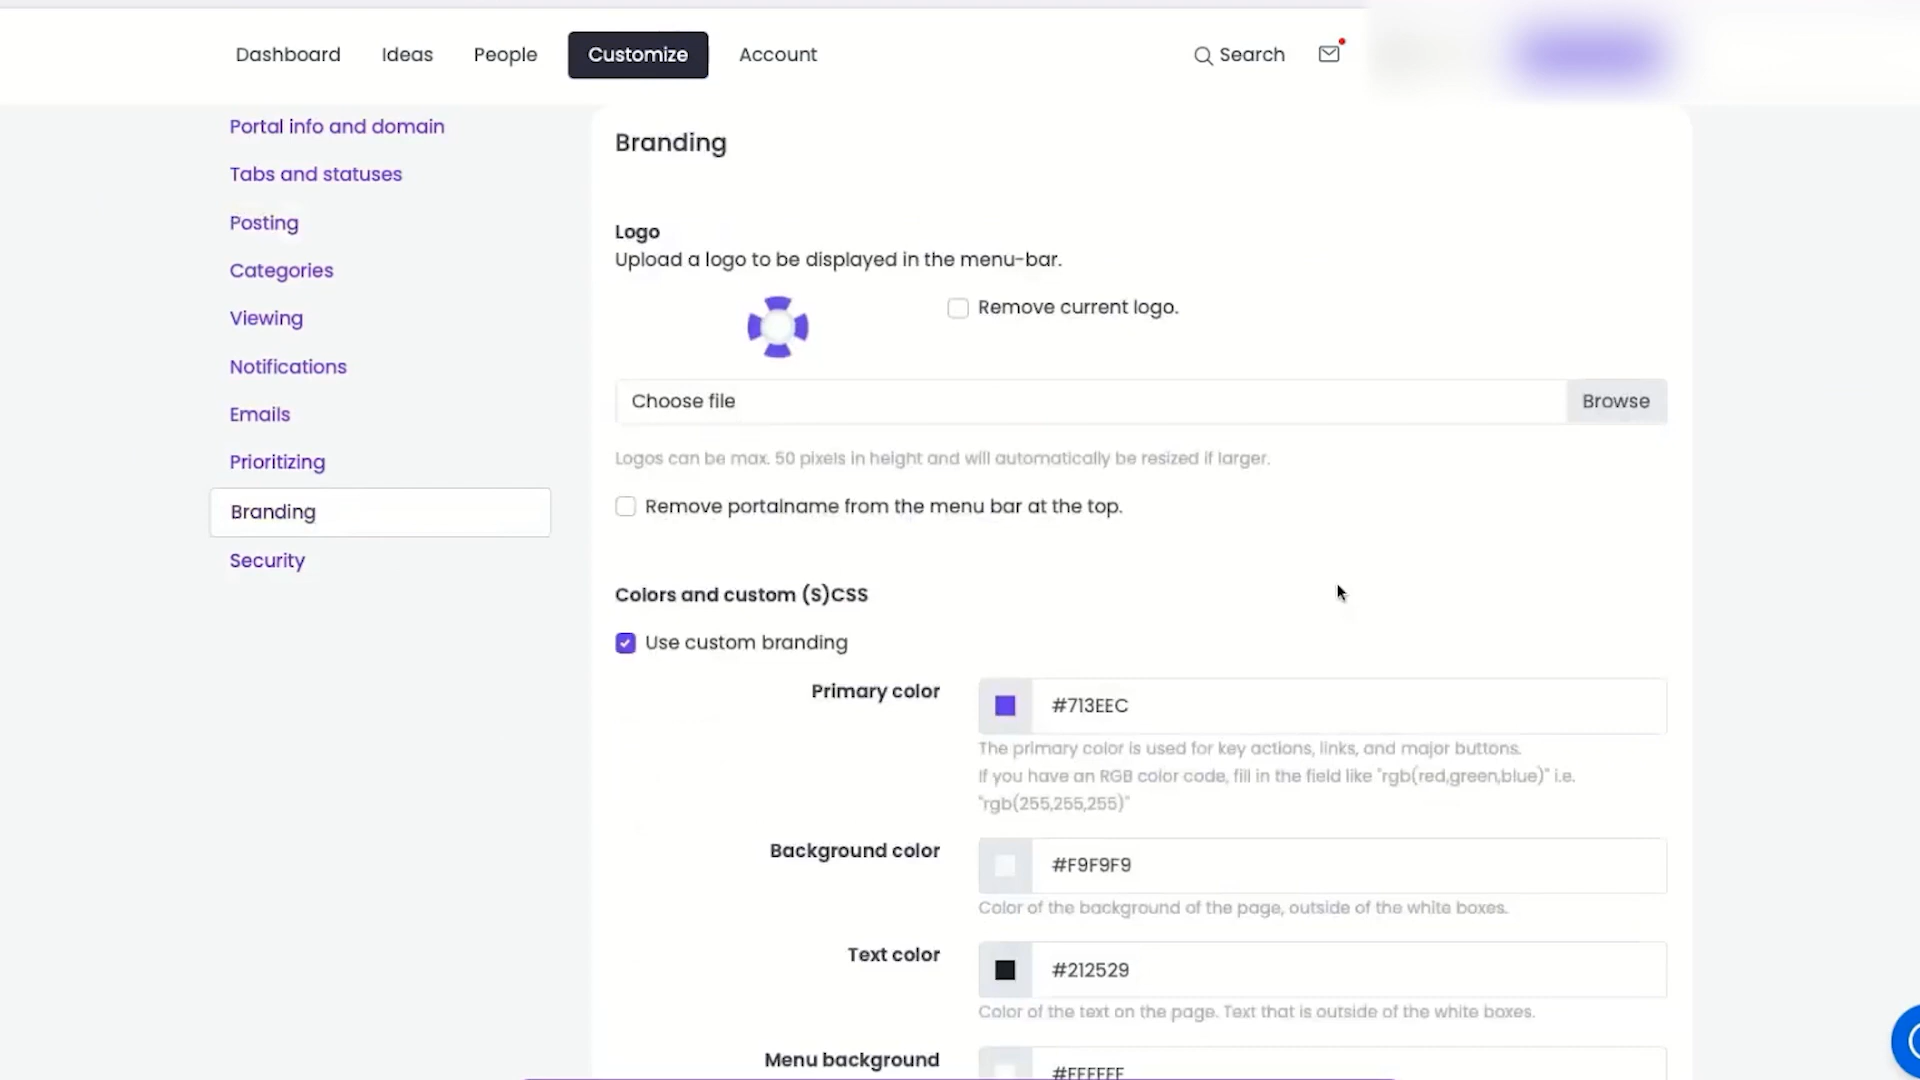 Dashboard Ideas People Customize Account Search
Portal info and domain
Tabs and statuses
Posting
Categories
Viewing
Notifications
Emails
Prioritizing
Branding
Security
Branding
Logo
Upload a logo to be displayed in the menu-bar.
Remove current logo.
Choose file Browse
Logos can be max. 50 pixels in height and will automatically be resized if larger.
Remove portalname from the menu bar at the top.
Colors and custom (S)CSS
Use custom branding
Primary color #713EEC
The primary color is used for key actions, links, and major buttons.
If you have an RGB color code, fill in the field like "rgb(red,green,blue)" i.e.
"rgb(255,255,255)"
Background color #F9F9F9
Color of the background of the page, outside of the white boxes.
Text color #212529
Color of the text on the page. Text that is outside of the white boxes.
Menu background #FFFFFF